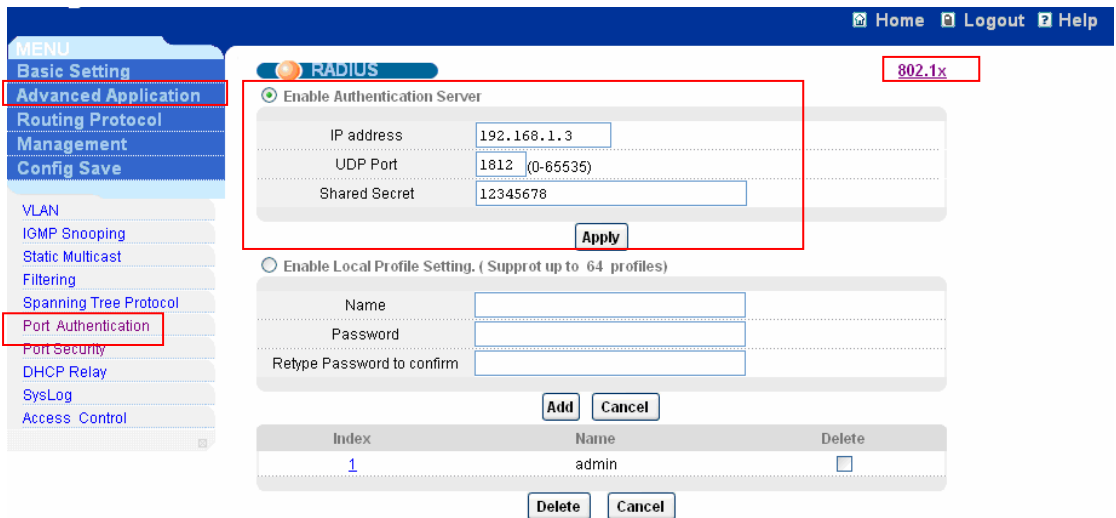 Home Logout Help
MENU
Basic Setting
Advanced Application
Routing Protocol
Management
Config Save
VLAN
IGMP Snooping
Static Multicast
Filtering
Spanning Tree Protocol
Port Authentication
Port Security
DHCP Relay
SysLog
Access Control
RADIUS
802.1x
Enable Authentication Server
IP address 192.168.1.3
UDP Port 1812 (0-65535)
Shared Secret 12345678
Apply
Enable Local Profile Setting. ( Supprot up to 64 profiles)
Name
Password
Retype Password to confirm
Add Cancel
Index Name Delete
1 admin
Delete Cancel